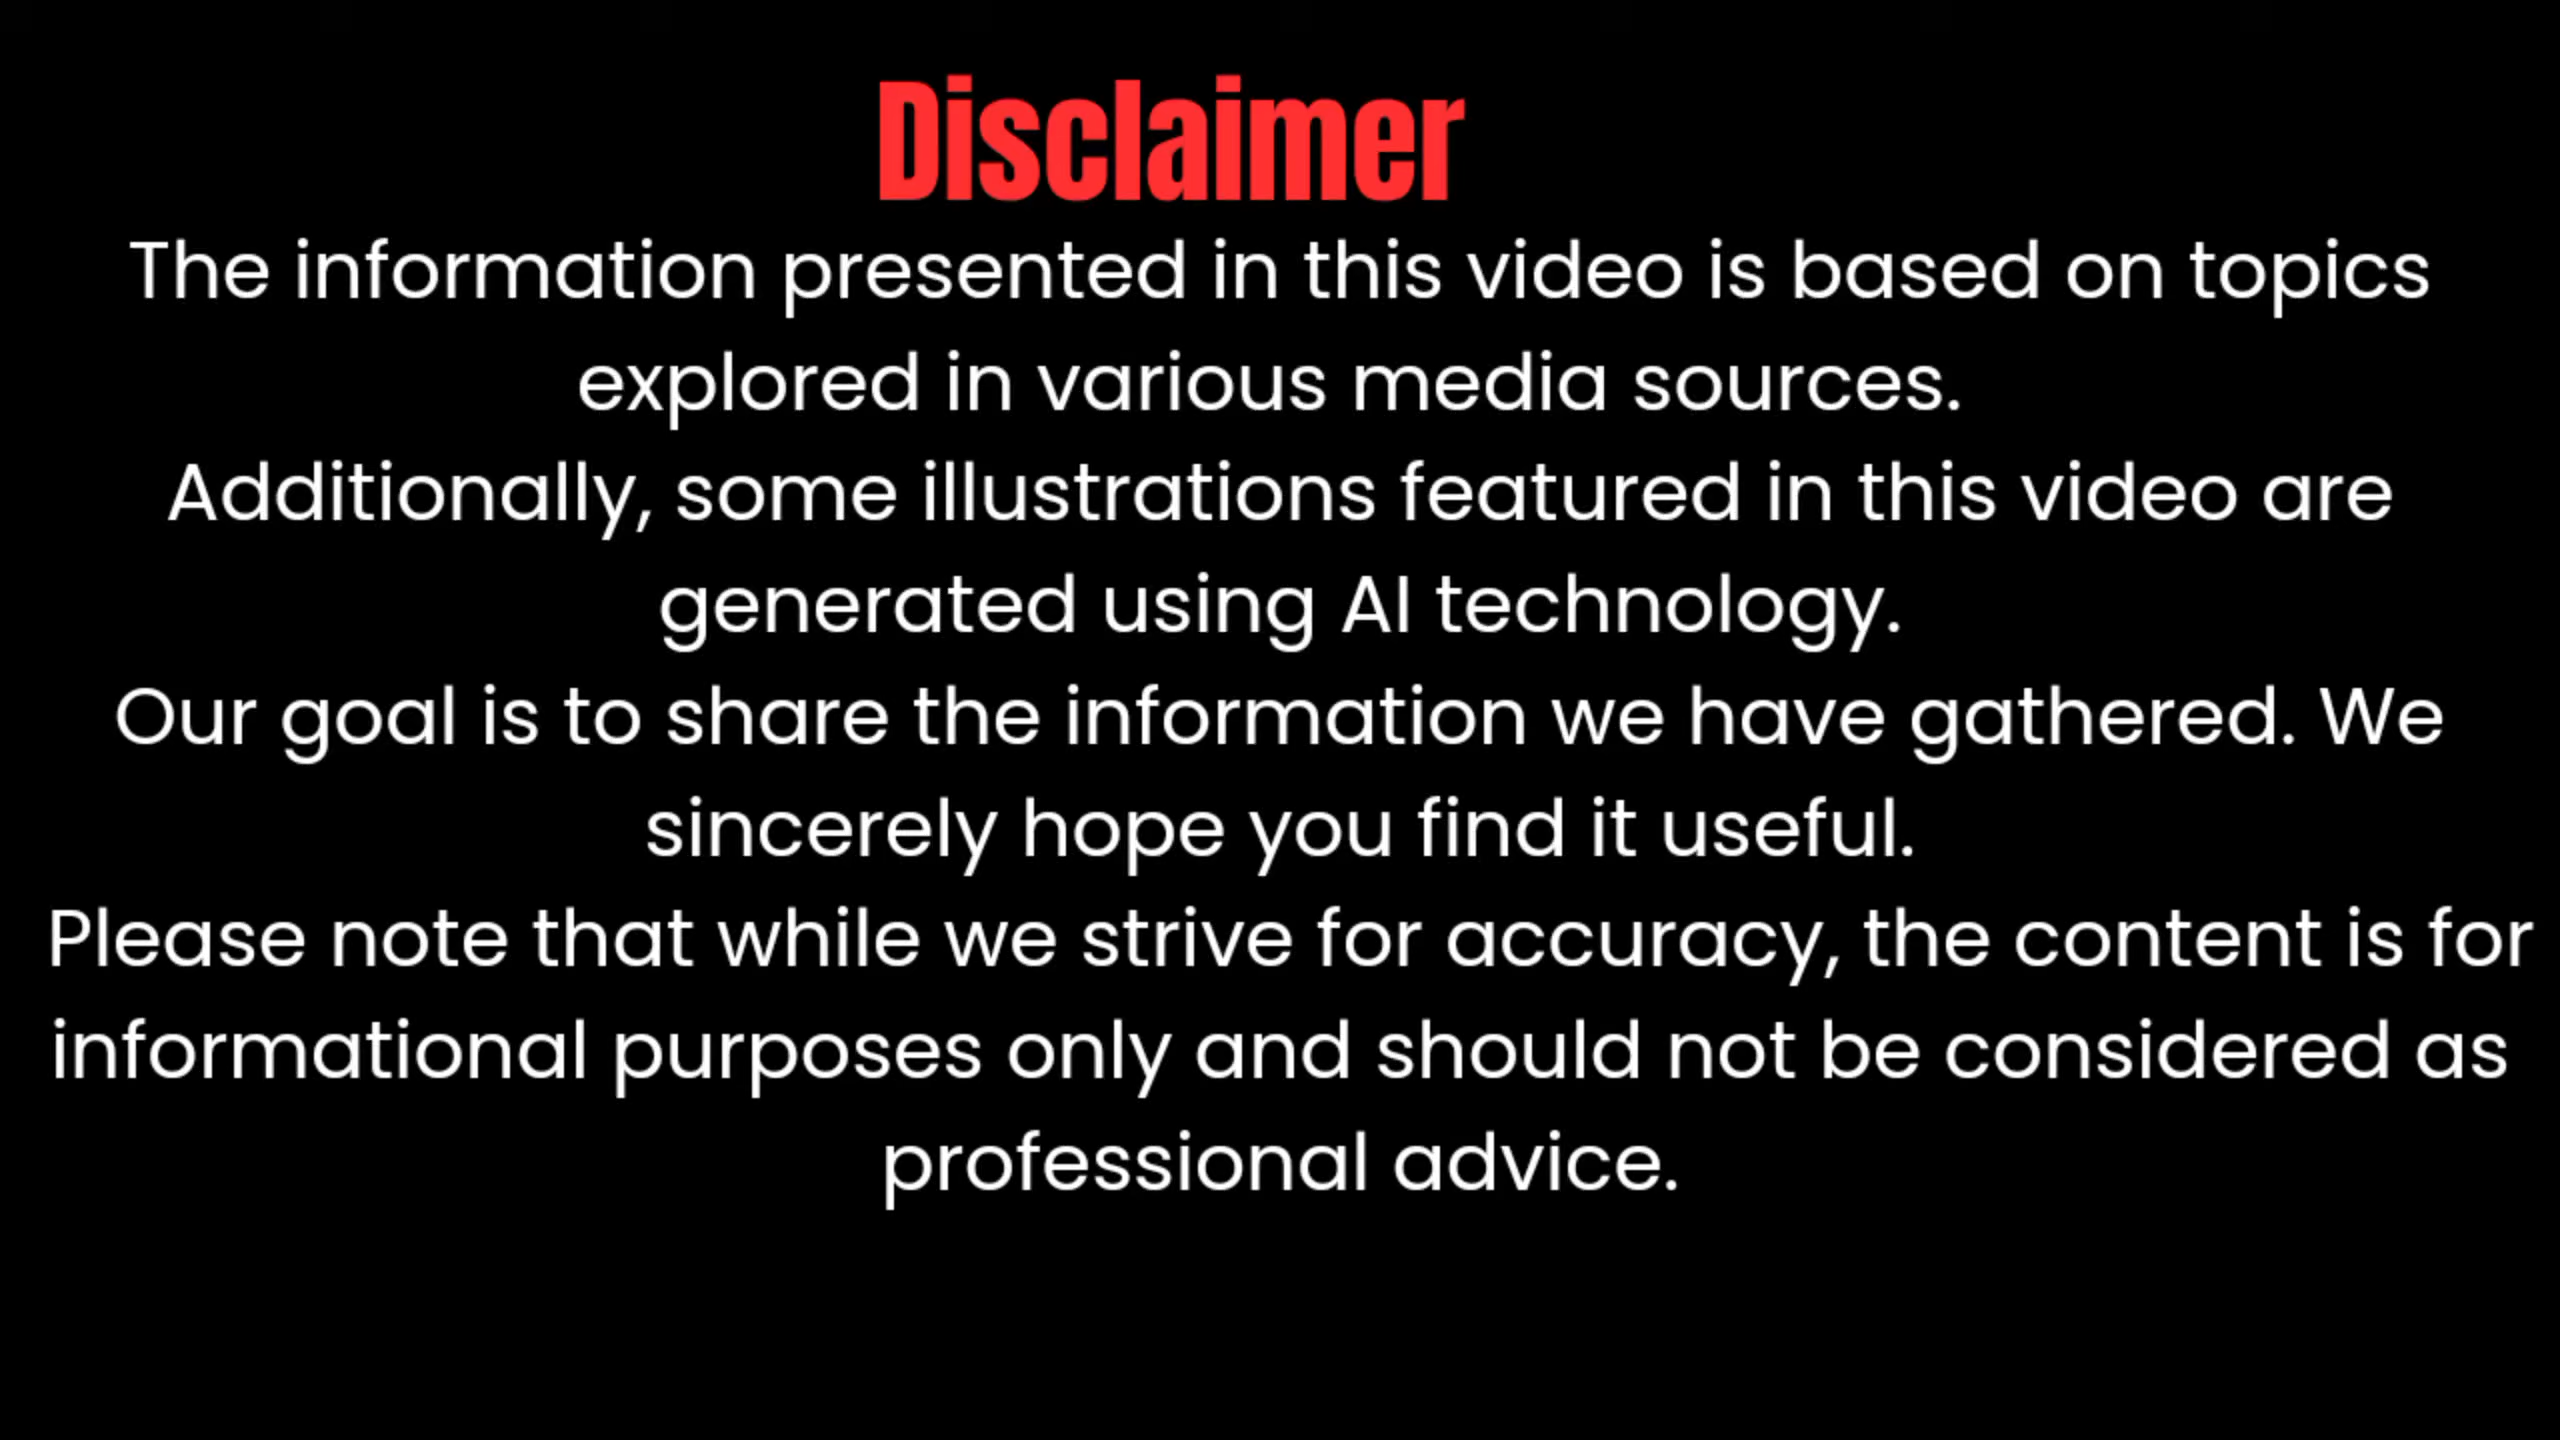 Disclaimer
The information presented in this video is based on topics
explored in various media sources.
Additionally, some illustrations featured in this video are
generated using AI technology.
Our goal is to share the information we have gathered. We
sincerely hope you find it useful.
Please note that while we strive for accuracy, the content is for
informational purposes only and should not be considered as
professional advice.